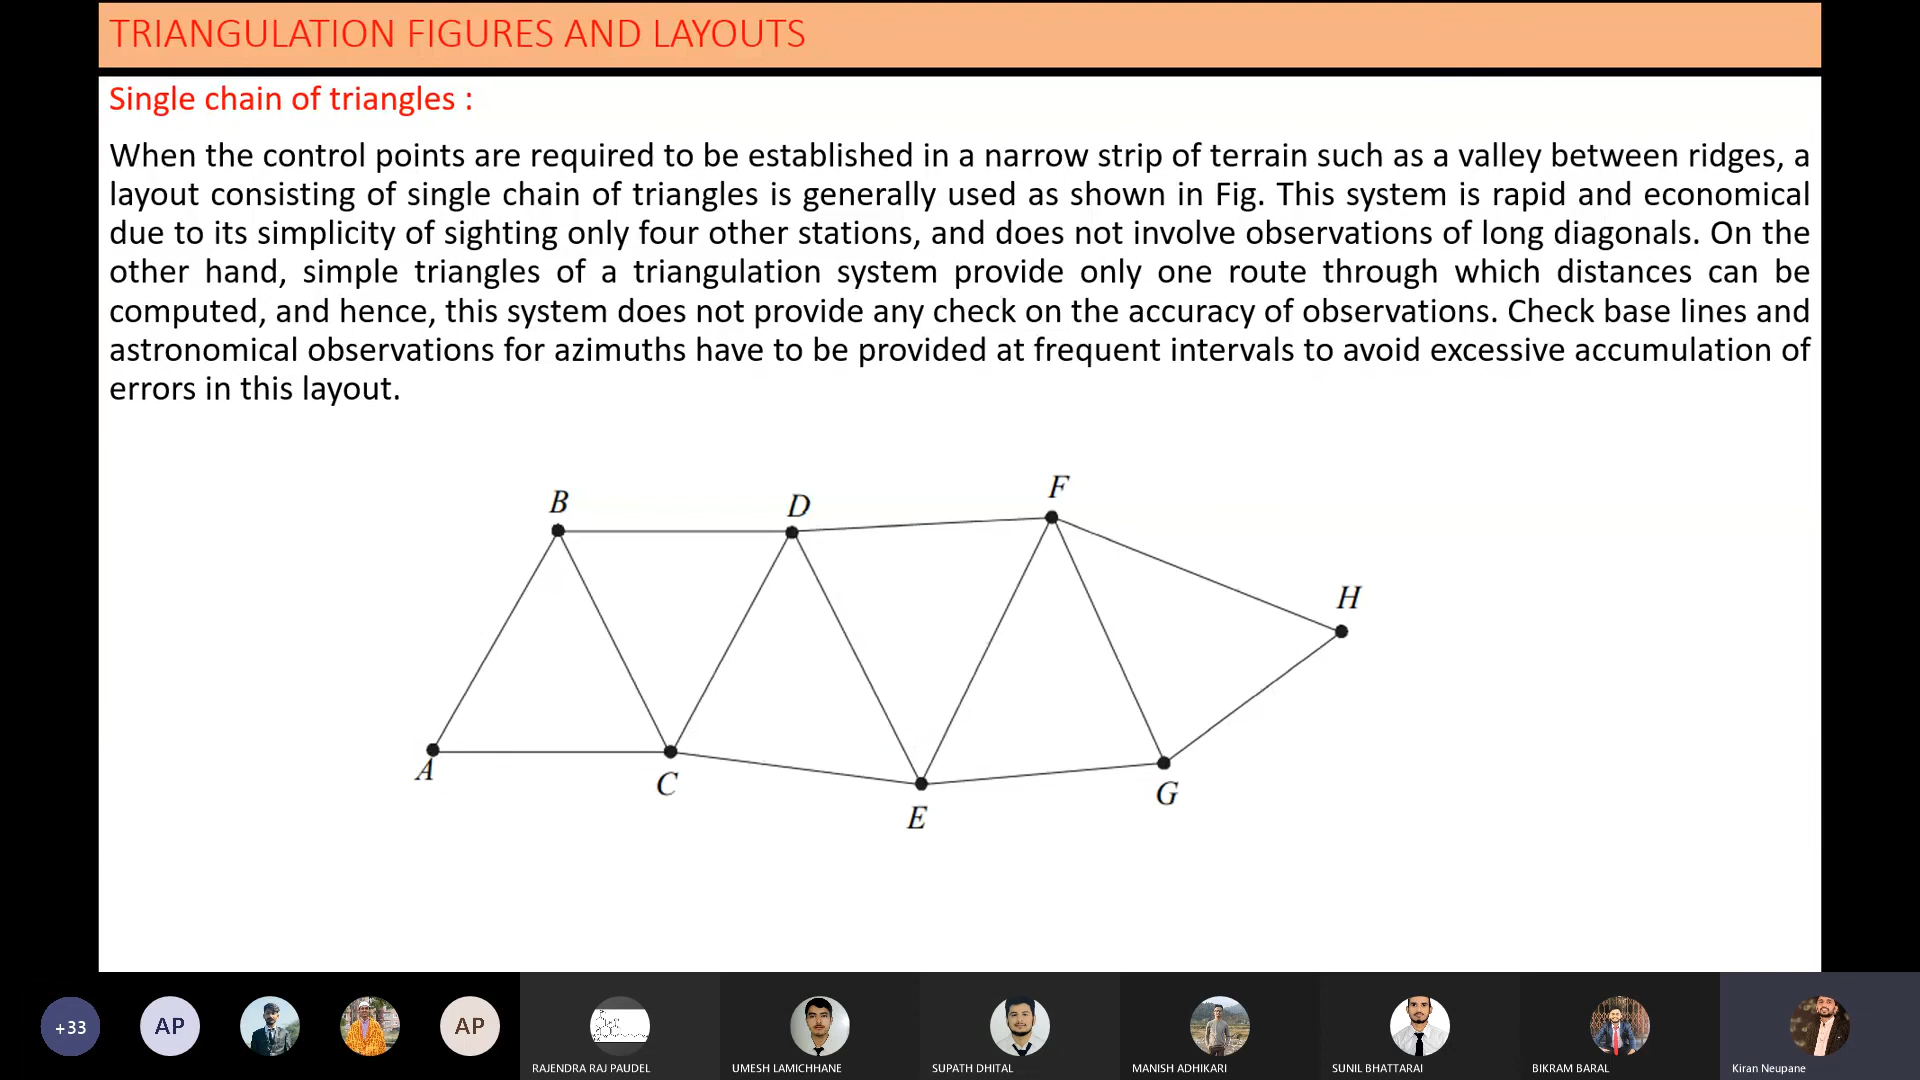 TRIANGULATION FIGURES AND LAYOUTS
Single chain of triangles :
When the control points are required to be established in a narrow strip of terrain such as a valley between ridges, a
layout consisting of single chain of triangles is generally used as shown in Fig. This system is rapid and economical
due to its simplicity of sighting only four other stations, and does not involve observations of long diagonals. On the
other hand, simple triangles of a triangulation system provide only one route through which distances can be
computed, and hence, this system does not provide any check on the accuracy of observations. Check base lines and
astronomical observations for azimuths have to be provided at frequent intervals to avoid excessive accumulation of
errors in this layout.
F
B
D
H
A
C
G
E
+33
AP
AP
RAJENDRA RAJ PAUDEL
UMESH LAMICHHANE
SUPATH DHITAL
MANISH ADHIKARI
SUNIL BHATTARAI
BIKRAM BARAL
Kiran Neupane